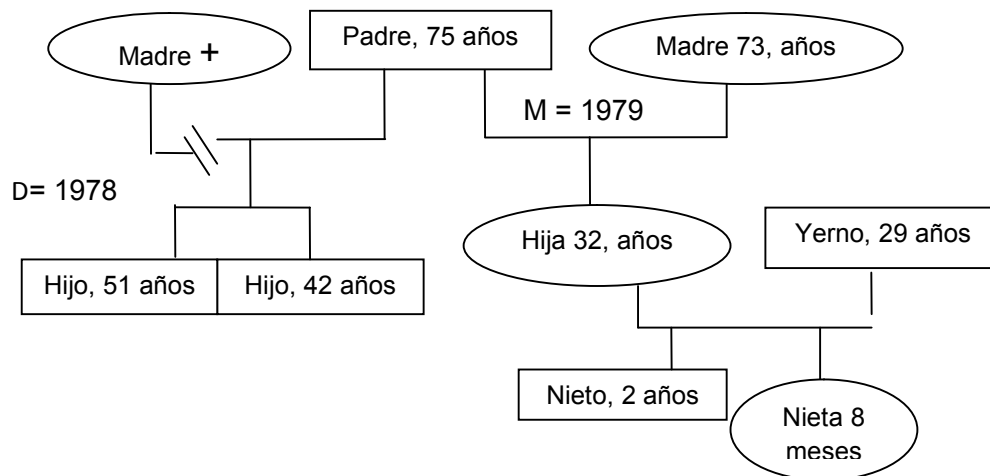 Madre +
Padre, 75 años
Madre 73, años
M = 1979
D= 1978
Hija 32, años
Yerno, 29 años
Hijo, 51 años
Hijo, 42 años
Nieto, 2 años
Nieta 8
meses